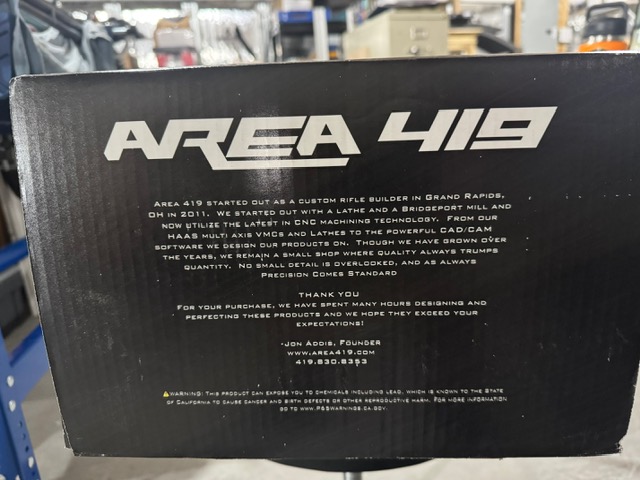 AREA 419
AREA 419 STARTED OUT AS A CUSTOM RIFLE BUILDER IN GRAND RAPIDS,
OH IN 2011. WE STARTED OUT WITH A LATHE AND A BRIDGEPORT MILL AND
NOW UTILIZE THE LATEST IN CNC MACHINING TECHNOLOGY. FROM OUR
HAAS MULTI AXIS VMCS AND LATHES TO THE POWERFUL CAD/CAM
SOFTWARE WE DESIGN OUR PRODUCTS ON. THOUGH WE HAVE GROWN OVER
THE YEARS, WE REMAIN A SMALL SHOP WHERE QUALITY ALWAYS TRUMPS
QUANTITY. NO SMALL DETAIL IS OVERLOOKED, AND AS ALWAYS
PRECISION COMES STANDARD
THANK YOU
FOR YOUR PURCHASE, WE HAVE SPENT MANY HOURS DESIGNING AND
PERFECTING THESE PRODUCTS AND WE HOPE THEY EXCEED YOUR
EXPECTATIONS!
-JON ADDIS, FOUNDER
WWW.AREA419.COM
419.830.8353
⚠WARNING: THIS PRODUCT CAN EXPOSE YOU TO CHEMICALS INCLUDING LEAD, WHICH IS KNOWN TO THE STATE
OF CALIFORNIA TO CAUSE CANCER AND BIRTH DEFECTS OR OTHER REPRODUCTIVE HARM. FOR MORE INFORMATION
GO TO WWW.P65WARNINGS.CA.GOV.